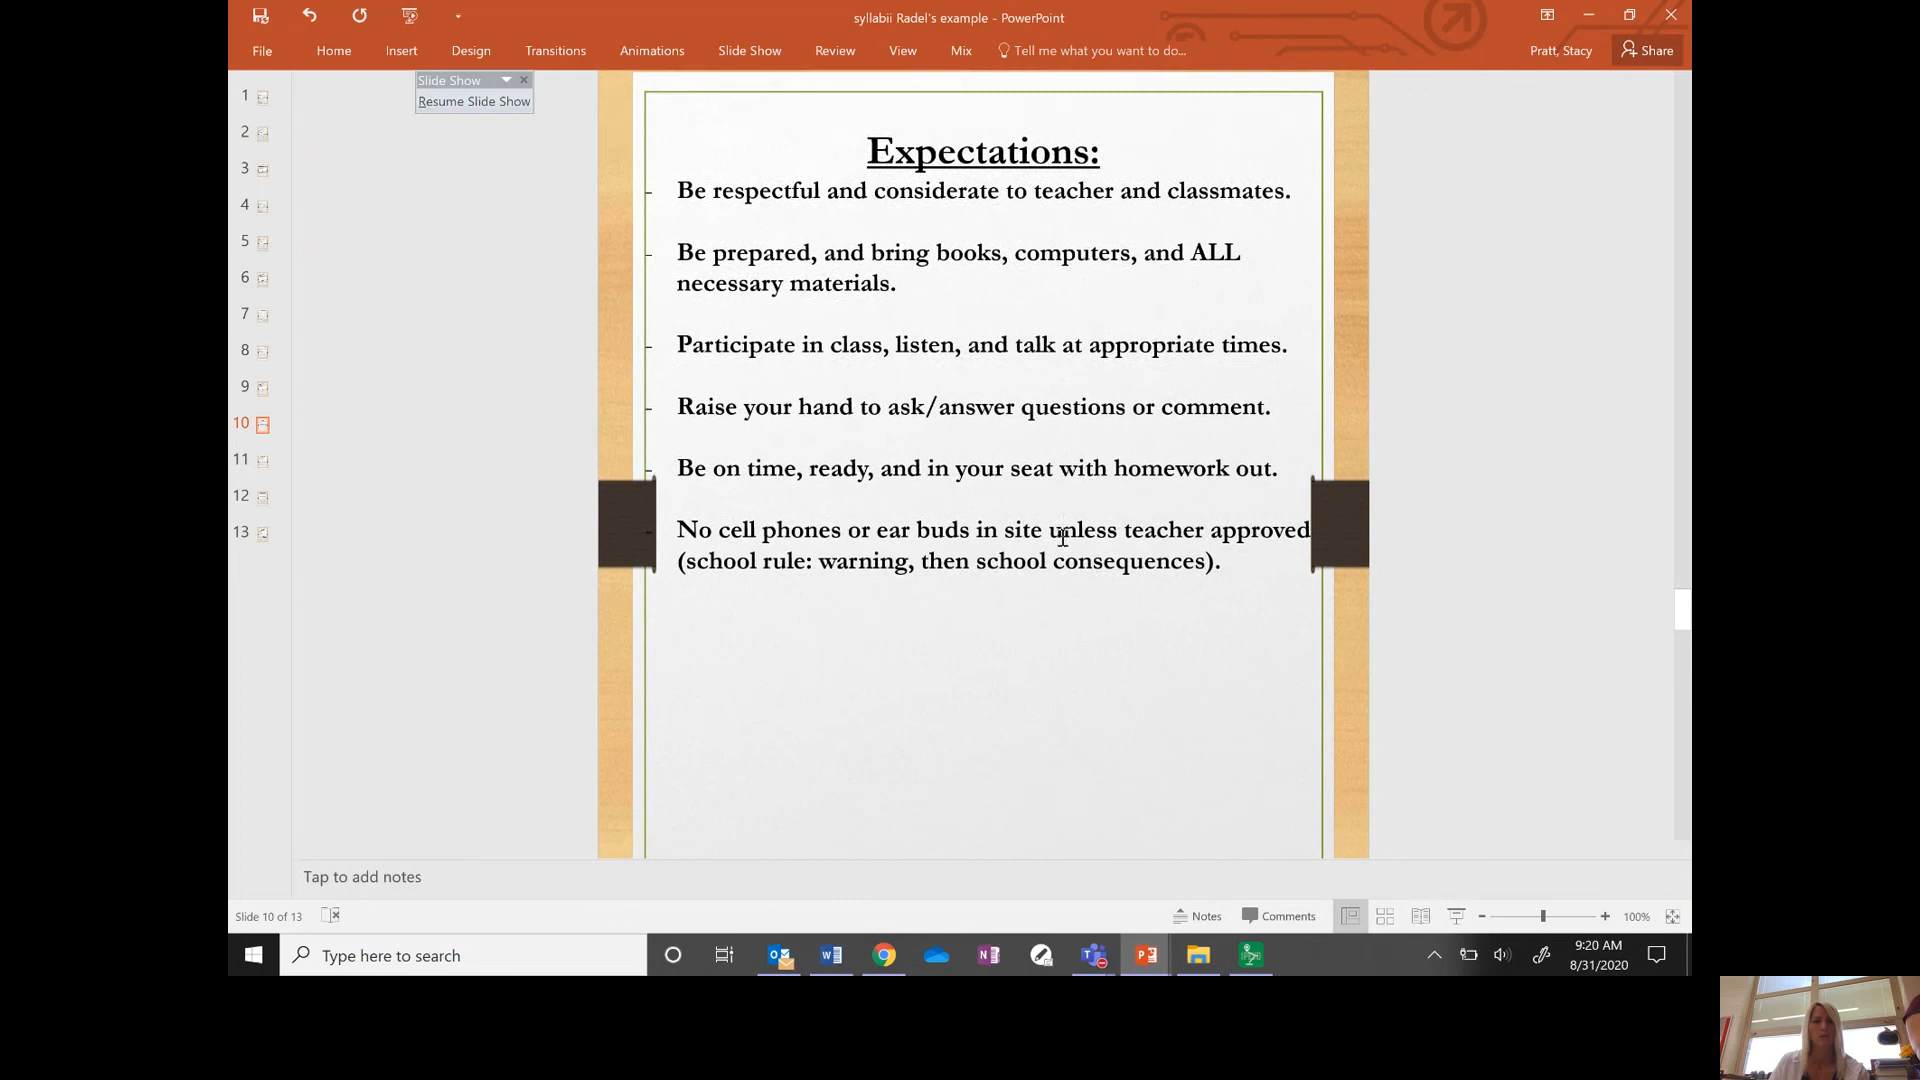 syllabii Radel's example - PowerPoint
File Home Insert Design Transitions Animations Slide Show Review View Mix Tell me what you want to do... Pratt, Stacy Share
Slide Show
Resume Slide Show
1
2
3
4
5
6
7
8
9
10
11
12
13
Expectations:
- Be respectful and considerate to teacher and classmates.
- Be prepared, and bring books, computers, and ALL
necessary materials.
- Participate in class, listen, and talk at appropriate times.
- Raise your hand to ask/answer questions or comment.
- Be on time, ready, and in your seat with homework out.
- No cell phones or ear buds in site unless teacher approved
(school rule: warning, then school consequences).
Tap to add notes
Slide 10 of 13 Notes Comments 100%
Type here to search
9:20 AM
8/31/2020